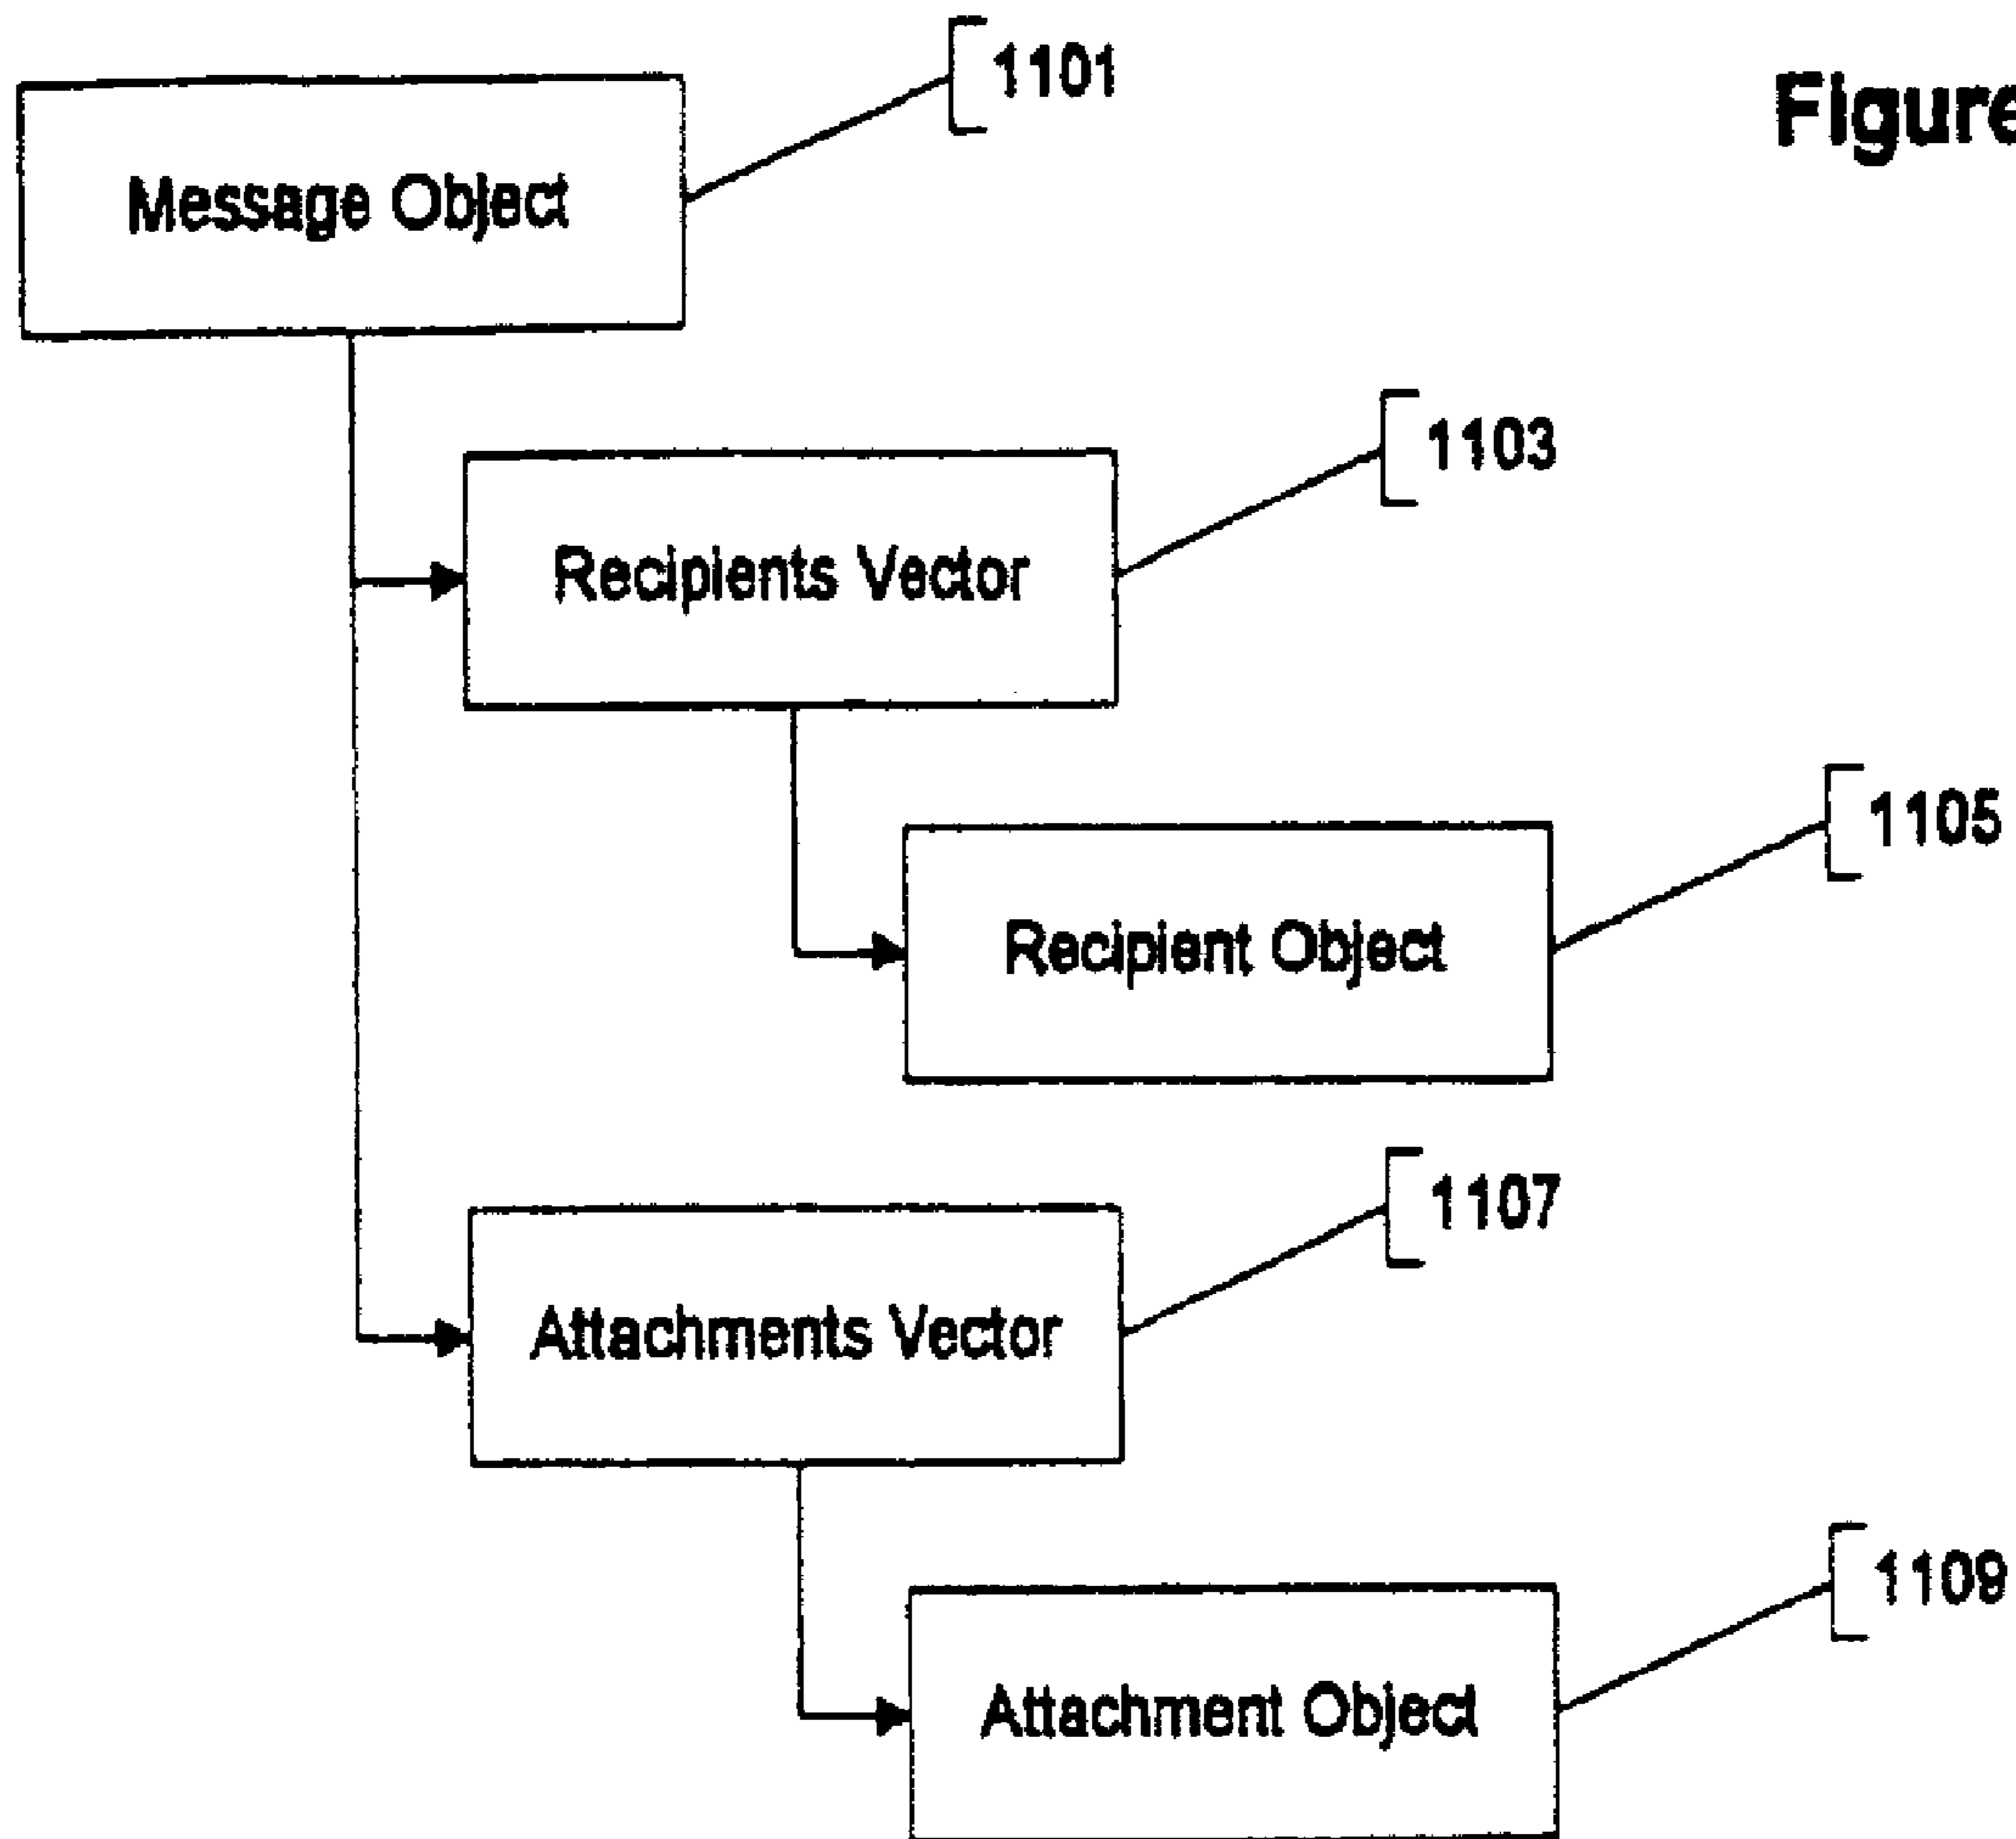 1101
Figure
Message Object
1103
Recipients Vector
1105
Recipient Object
1107
Attachments Vector
1109
Attachment Object